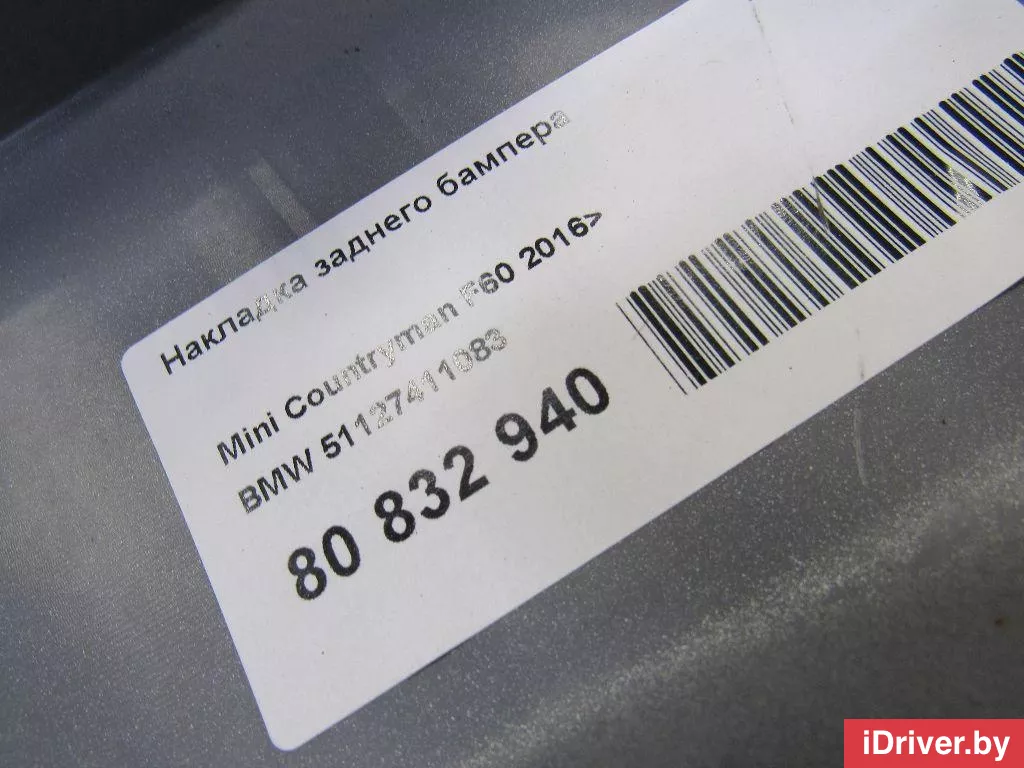 Накладка заднего бампера
Mini Countryman F60 2016>
BMW 51127411083
80 832 940
iDriver.by